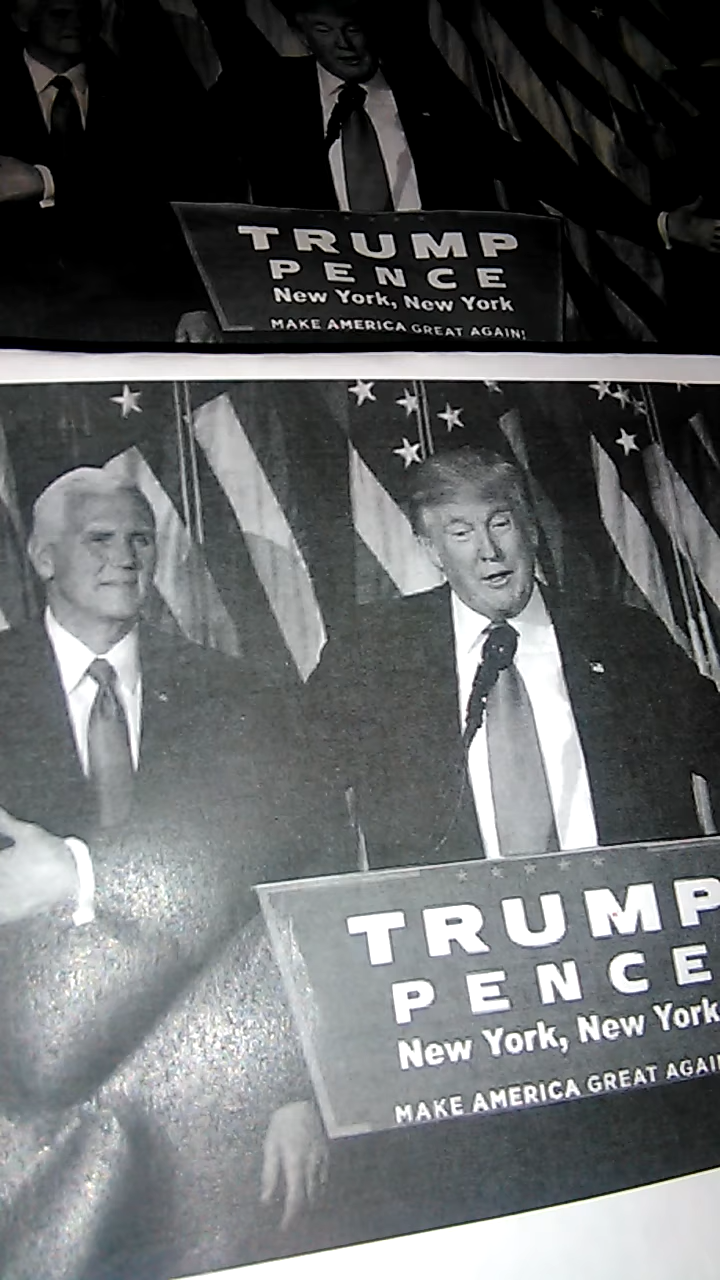 TRUMP
PENCE
New York, New York
MAKE AMERICA GREAT AGAIN!
TRUMP
PENCE
New York, New York
MAKE AMERICA GREAT AGAI